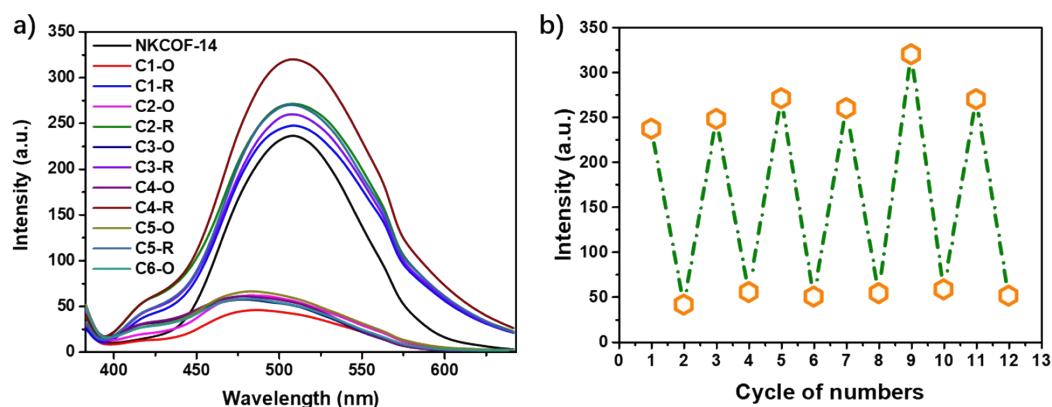 a)
350
300
250
200
150
100
50
0
Intensity (a.u.)
NKCOF-14
C1-O
C1-R
C2-O
C2-R
C3-O
C3-R
C4-O
C4-R
C5-O
C5-R
C6-O
400 450 500 550 600
Wavelength (nm)
b)
350
300
250
200
150
100
50
0
Intensity (a.u.)
0 1 2 3 4 5 6 7 8 9 10 11 12 13
Cycle of numbers